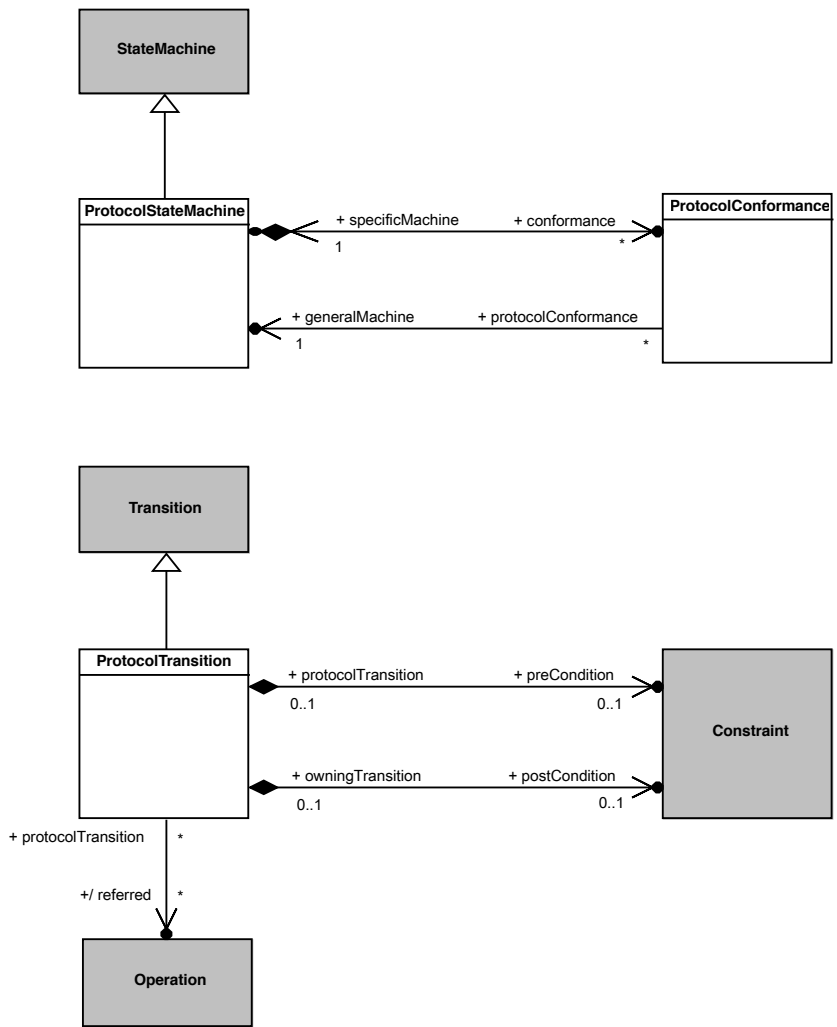 StateMachine
ProtocolStateMachine
ProtocolConformance
+ specificMachine
+ conformance
1
*
+ generalMachine
+ protocolConformance
1
*
Transition
ProtocolTransition
+ protocolTransition
+ preCondition
0..1
0..1
Constraint
+ owningTransition
+ postCondition
0..1
0..1
+ protocolTransition
*
+/ referred
*
Operation